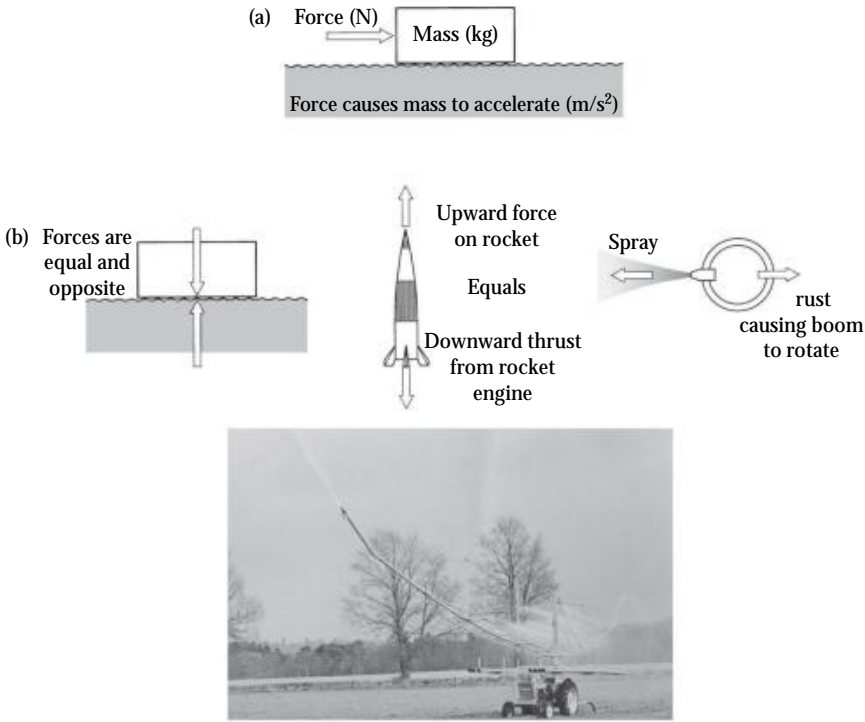 (a) Force (N)
Mass (kg)
Force causes mass to accelerate (m/s²)
(b) Forces are
equal and
opposite
Upward force
on rocket
Equals
Downward thrust
from rocket
engine
Spray
rust
causing boom
to rotate